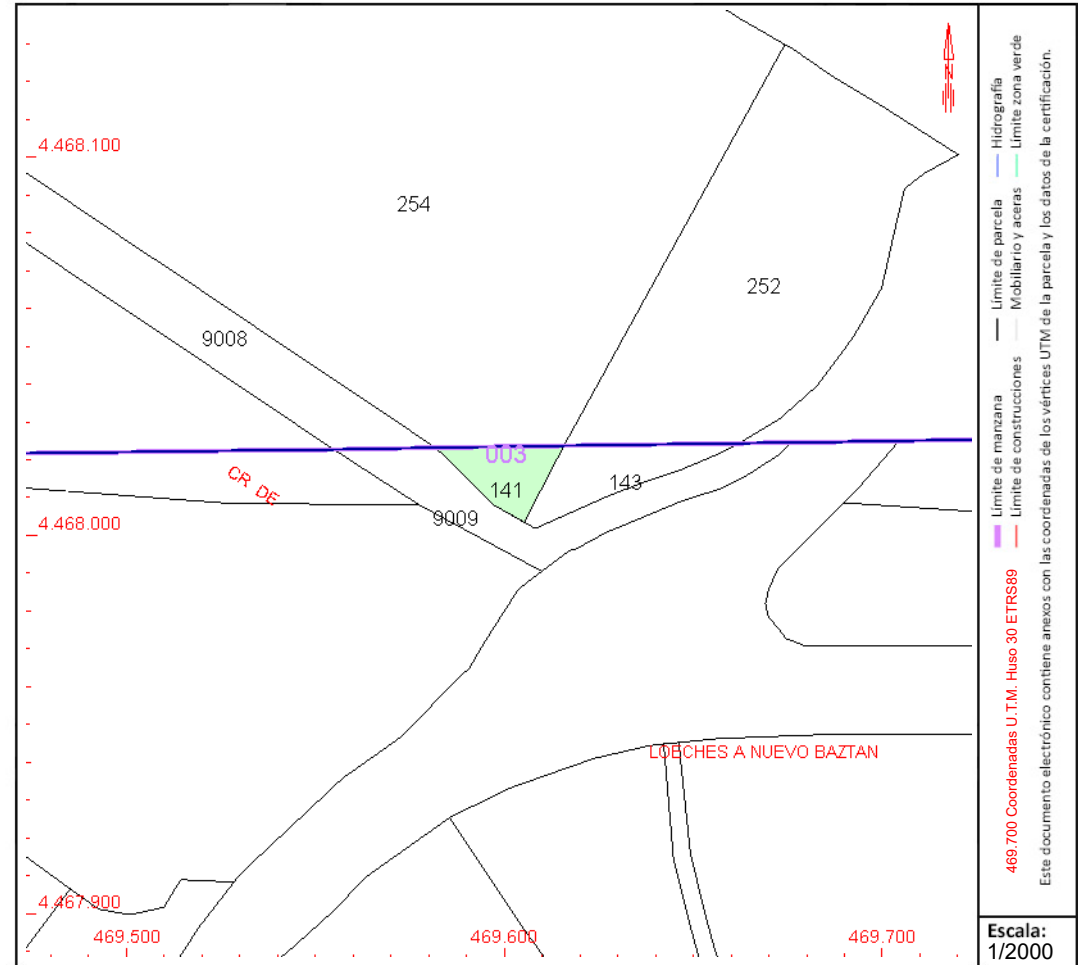 4.468.100
254
252
9008
003
CR DE
141
143
9009
4.468.000
LOECHES A NUEVO BAZTAN
4.467.900
469.500
469.600
469.700
N
Límite de manzana
Límite de parcela
Hidrografía
Límite de construcciones
Mobiliario y aceras
Límite zona verde
469.700 Coordenadas U.T.M. Huso 30 ETRS89
Este documento electrónico contiene anexos con las coordenadas de los vértices UTM de la parcela y los datos de la certificación.
Escala:
1/2000